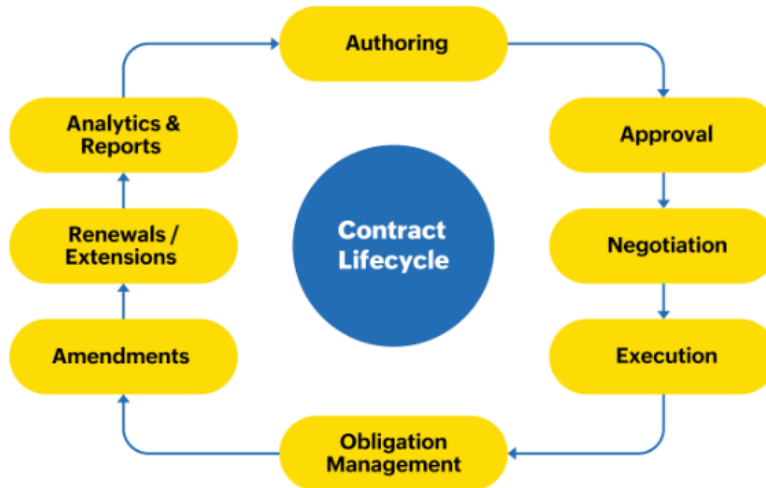 Authoring
Analytics &
Reports
Approval
Contract
Lifecycle
Renewals /
Extensions
Negotiation
Amendments
Execution
Obligation
Management